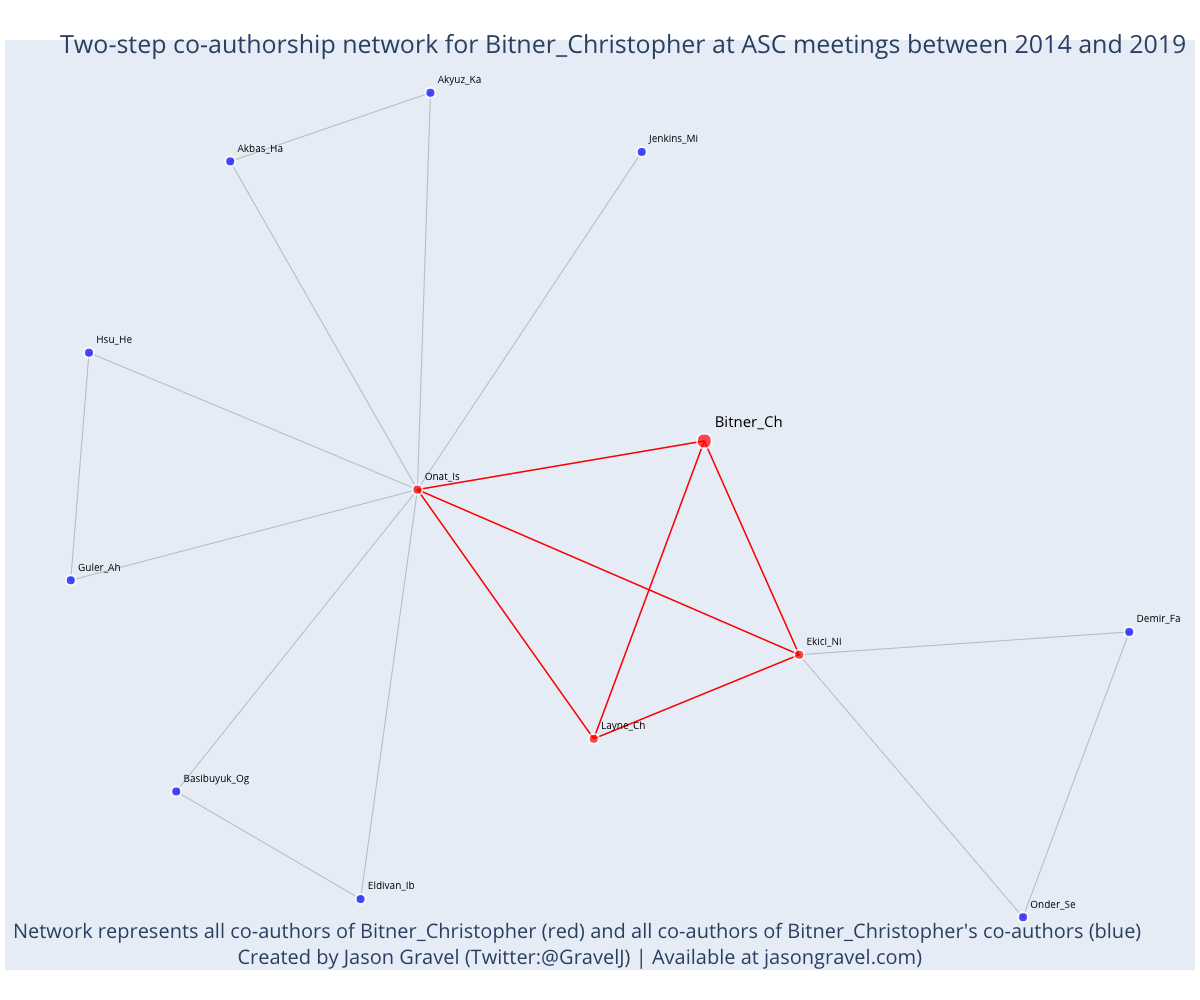 Two-step co-authorship network for Bitner_Christopher at ASC meetings between 2014 and 2019
Akyuz_Ka
Jenkins_Mi
Akbas_Ha
Hsu_He
Bitner_Ch
Onat_Is
Guler_Ah
Demir_Fa
Ekici_Ni
Layne_Ch
Basibuyuk_Og
Eldivan_Ib
Onder_Se
Network represents all co-authors of Bitner_Christopher (red) and all co-authors of Bitner_Christopher's co-authors (blue)
Created by Jason Gravel (Twitter:@GravelJ) | Available at jasongravel.com)